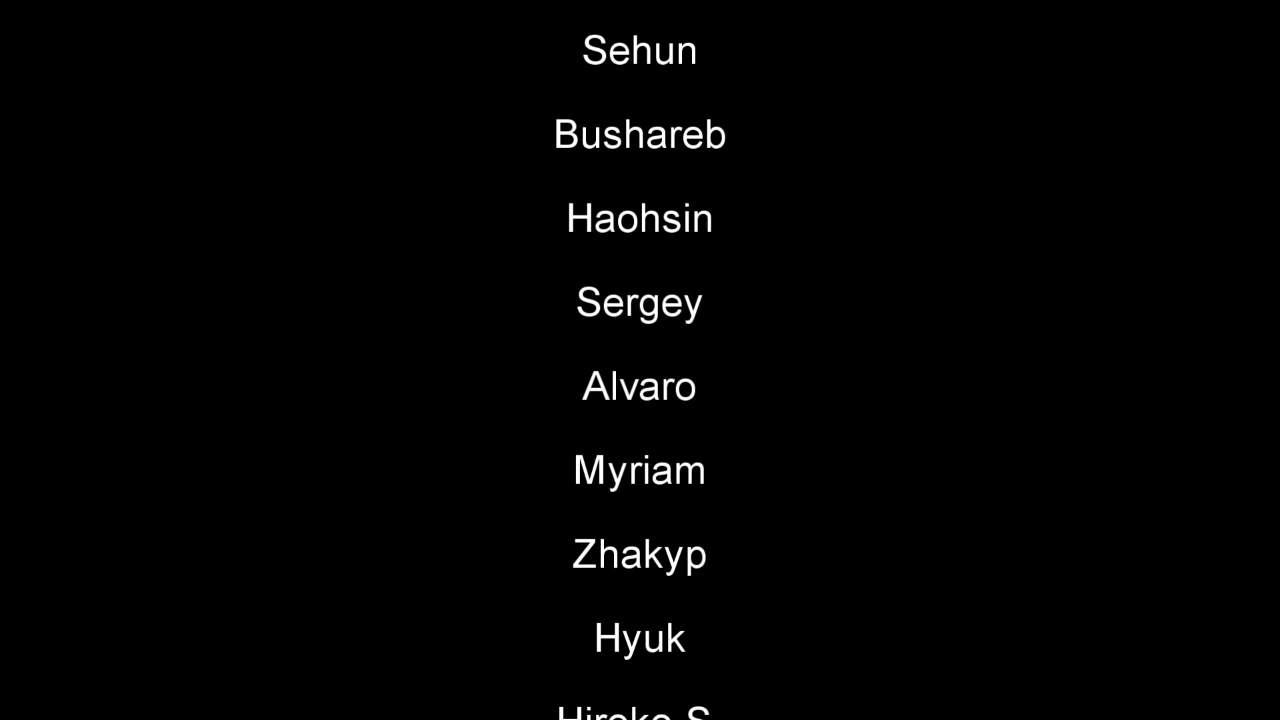 Sehun
Bushareb
Haohsin
Sergey
Alvaro
Myriam
Zhakyp
Hyuk